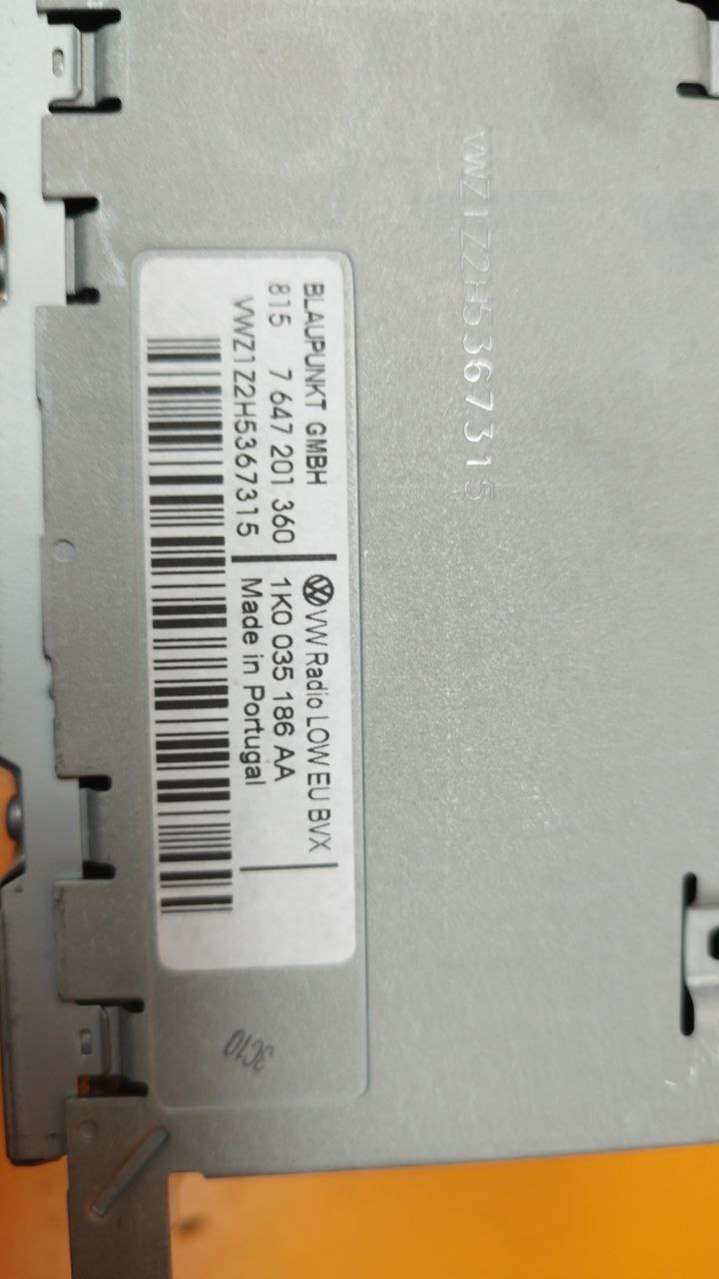 VWZ1Z2H5367315
BLAUPUNKT GMBH
815 7 647 201 360
VWZ1Z2H5367315
VW Radio LOW EU BVX
1K0 035 186 AA
Made in Portugal
3C10